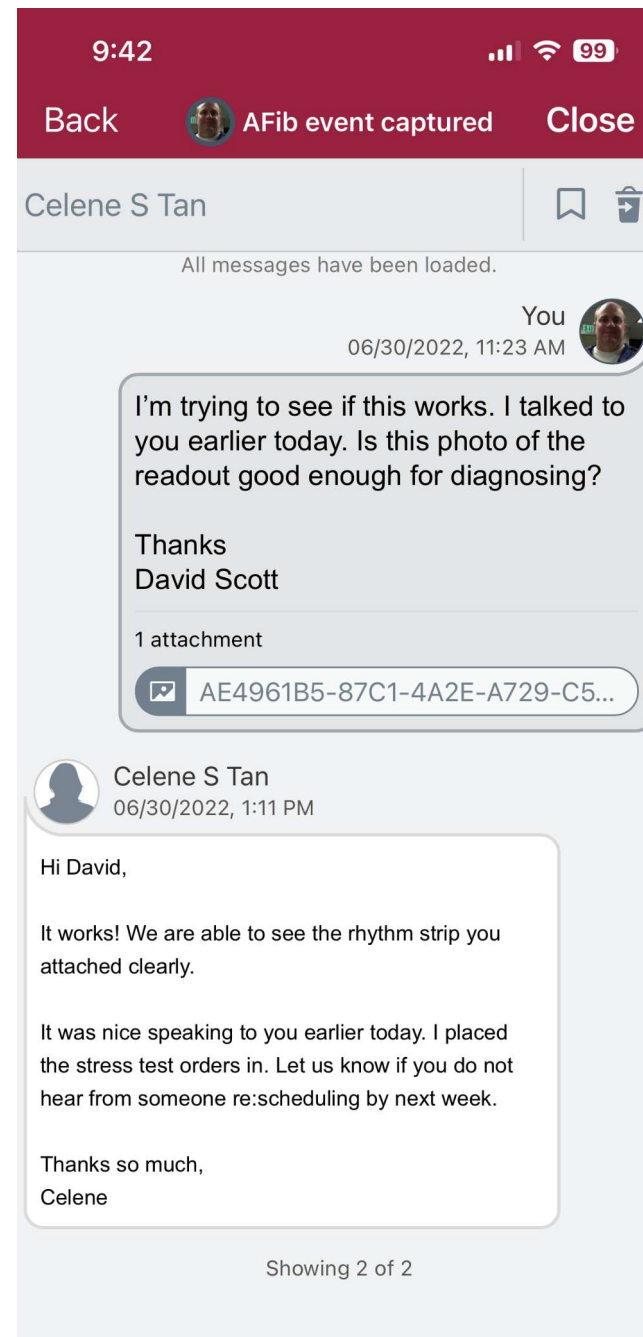 9:42
99
Back
AFib event captured
Close
Celene S Tan
All messages have been loaded.
You
06/30/2022, 11:23 AM
I'm trying to see if this works. I talked to
you earlier today. Is this photo of the
readout good enough for diagnosing?
Thanks
David Scott
1 attachment
AE4961B5-87C1-4A2E-A729-C5...
Celene S Tan
06/30/2022, 1:11 PM
Hi David,
It works! We are able to see the rhythm strip you
attached clearly.
It was nice speaking to you earlier today. I placed
the stress test orders in. Let us know if you do not
hear from someone re:scheduling by next week.
Thanks so much,
Celene
Showing 2 of 2